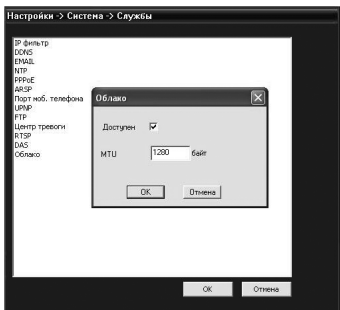 Настройки -> Система -> Службы
IP фильтр
DDNS
EMAIL
NTP
PPPoE
ARSP
Порт моб. телефона
UPNP
FTP
Центр тревоги
RTSP
DAS
Облако
Облако
Доступен
MTU 1280 байт
OK Отмена
OK Отмена